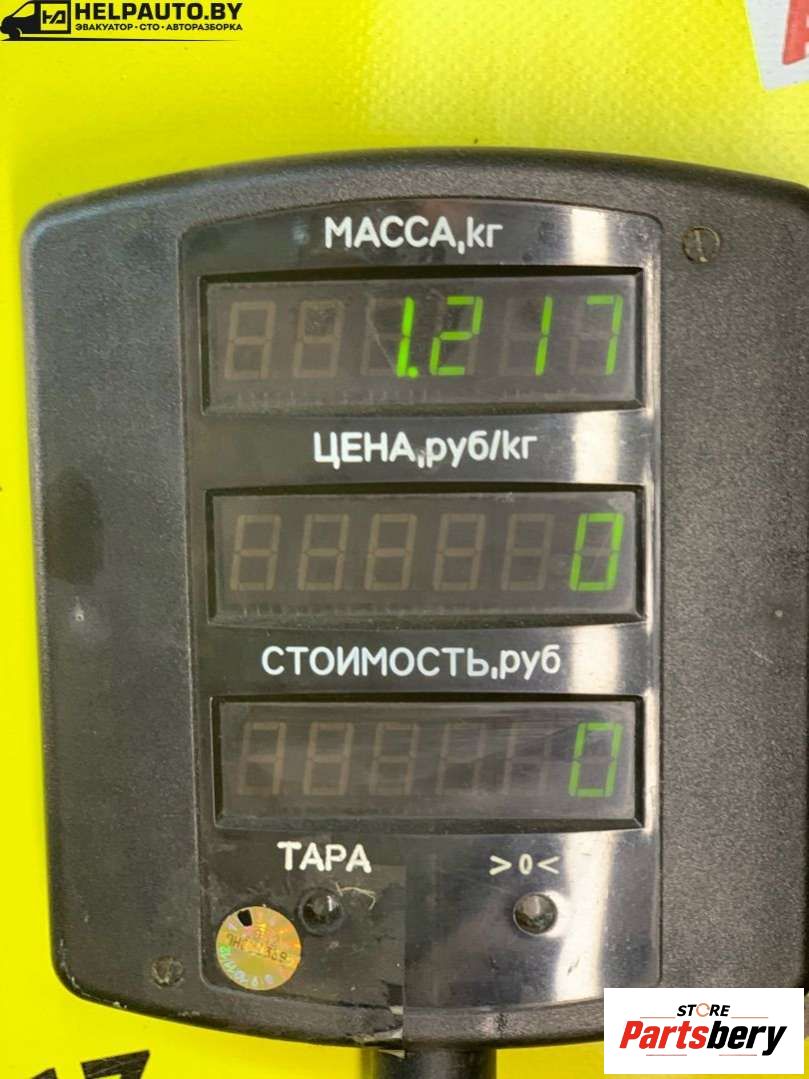 HELPAUTO.BY
ЭВАКУАТОР • СТО • АВТОРАЗБОРКА
МАССА,кг
1.217
ЦЕНА,руб/кг
0
СТОИМОСТЬ,руб
0
ТАРА >0<
STORE
Partsbery